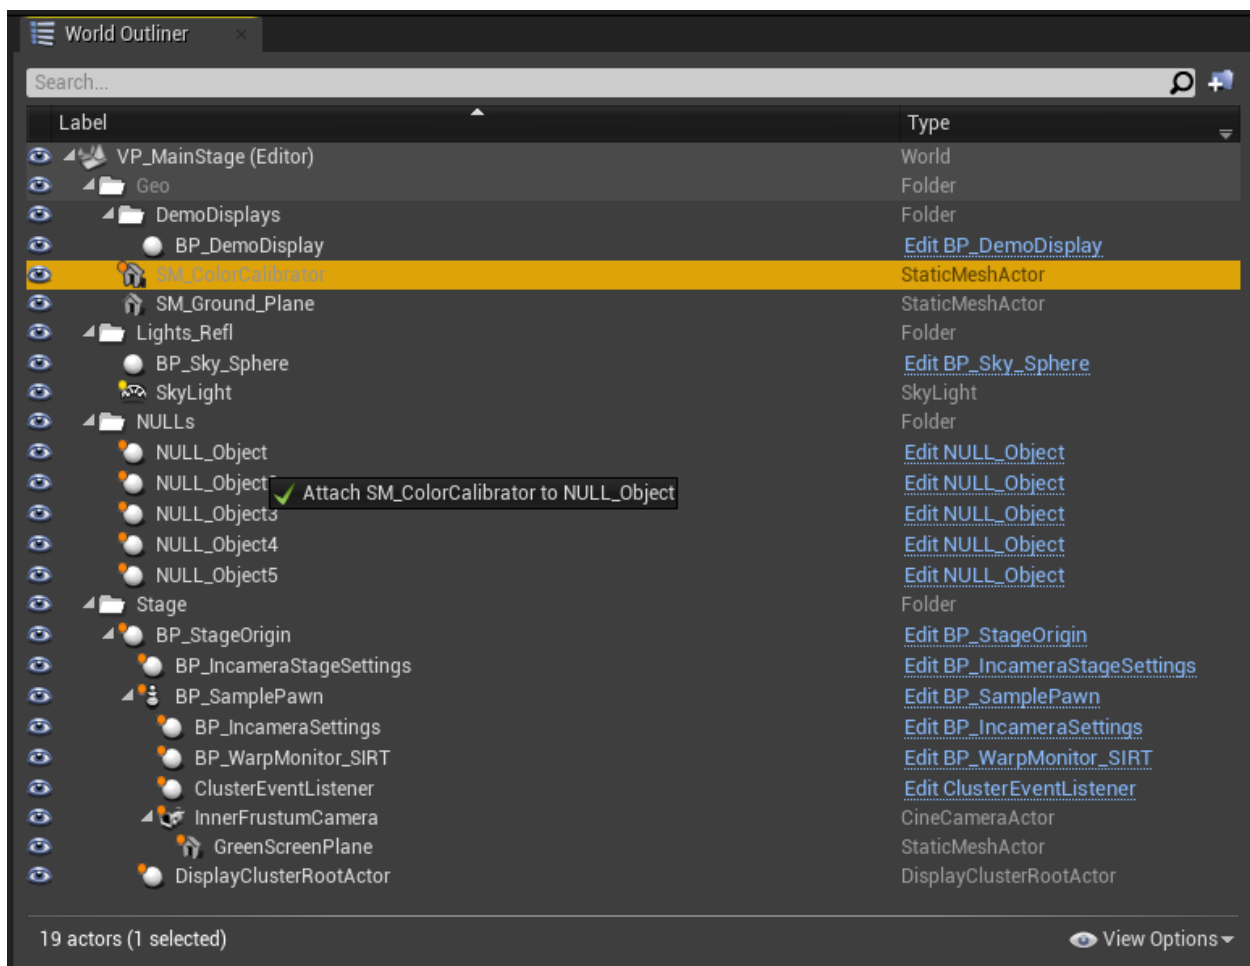 World Outliner
Search...
Label Type
VP_MainStage (Editor) World
Geo Folder
DemoDisplays Folder
BP_DemoDisplay Edit BP_DemoDisplay
SM_ColorCalibrator StaticMeshActor
SM_Ground_Plane StaticMeshActor
Lights_Refl Folder
BP_Sky_Sphere Edit BP_Sky_Sphere
SkyLight SkyLight
NULLs Folder
NULL_Object Edit NULL_Object
NULL_Object Edit NULL_Object
Attach SM_ColorCalibrator to NULL_Object
NULL_Object3 Edit NULL_Object
NULL_Object4 Edit NULL_Object
NULL_Object5 Edit NULL_Object
Stage Folder
BP_StageOrigin Edit BP_StageOrigin
BP_IncameraStageSettings Edit BP_IncameraStageSettings
BP_SamplePawn Edit BP_SamplePawn
BP_IncameraSettings Edit BP_IncameraSettings
BP_WarpMonitor_SIRT Edit BP_WarpMonitor_SIRT
ClusterEventListener Edit ClusterEventListener
InnerFrustumCamera CineCameraActor
GreenScreenPlane StaticMeshActor
DisplayClusterRootActor DisplayClusterRootActor
19 actors (1 selected) View Options